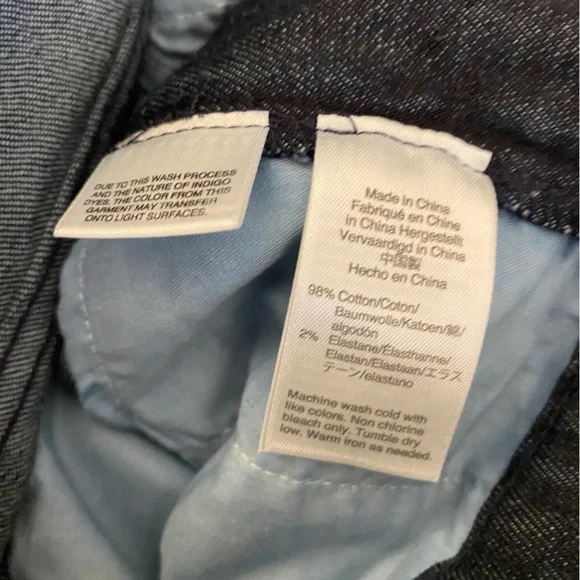 DUE TO THIS WASH PROCESS
AND THE NATURE OF INDIGO
DYES, THE COLOR FROM THIS
GARMENT MAY TRANSFER
ONTO LIGHT SURFACES.
Made in China
Fabriqué en Chine
in China Hergestellt
Vervaardigd in China
中国製
Hecho en China
98% Cotton/Coton/
Baumwolle/Katoen/綿/
algodón
2% Elastane/Élasthanne/
Elastan/Elastaan/エラス
テーン/elastano
Machine wash cold with
like colors. Non chlorine
bleach only. Tumble dry
low. Warm iron as needed.